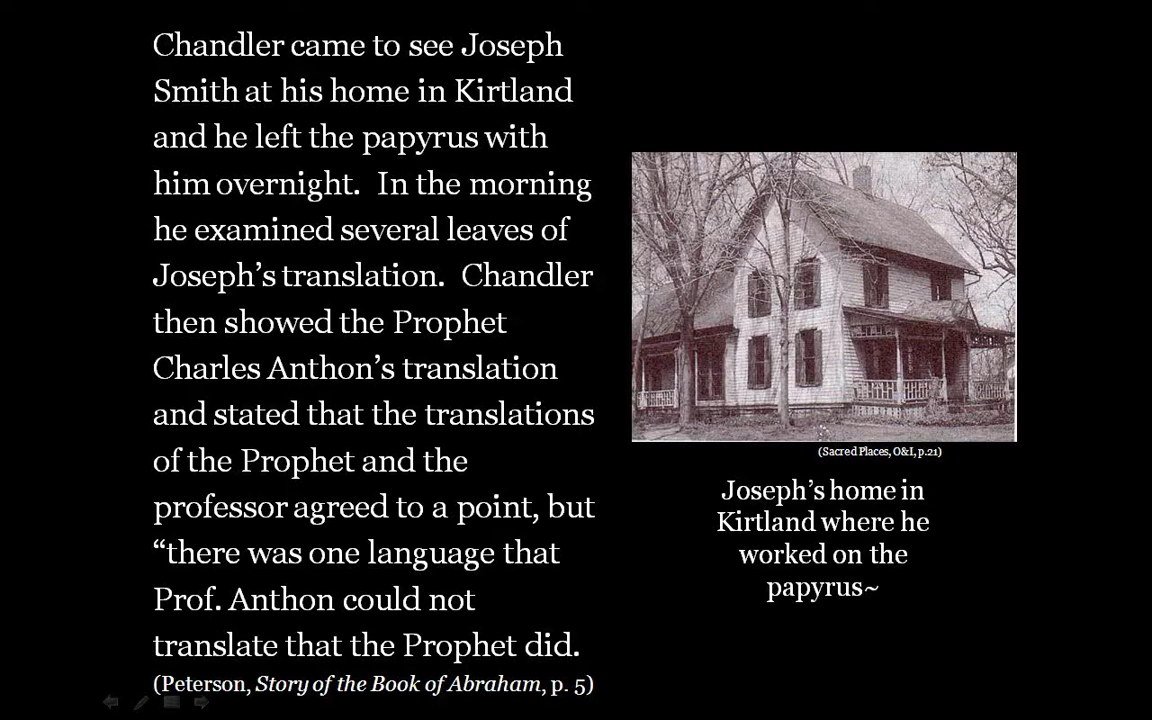 Chandler came to see Joseph
Smith at his home in Kirtland
and he left the papyrus with
him overnight.  In the morning
he examined several leaves of
Joseph’s translation.  Chandler
then showed the Prophet
Charles Anthon’s translation
and stated that the translations
of the Prophet and the
professor agreed to a point, but
“there was one language that
Prof. Anthon could not
translate that the Prophet did.
(Peterson, Story of the Book of Abraham, p. 5)
(Sacred Places, O&I, p.21)
Joseph’s home in
Kirtland where he
worked on the
papyrus~